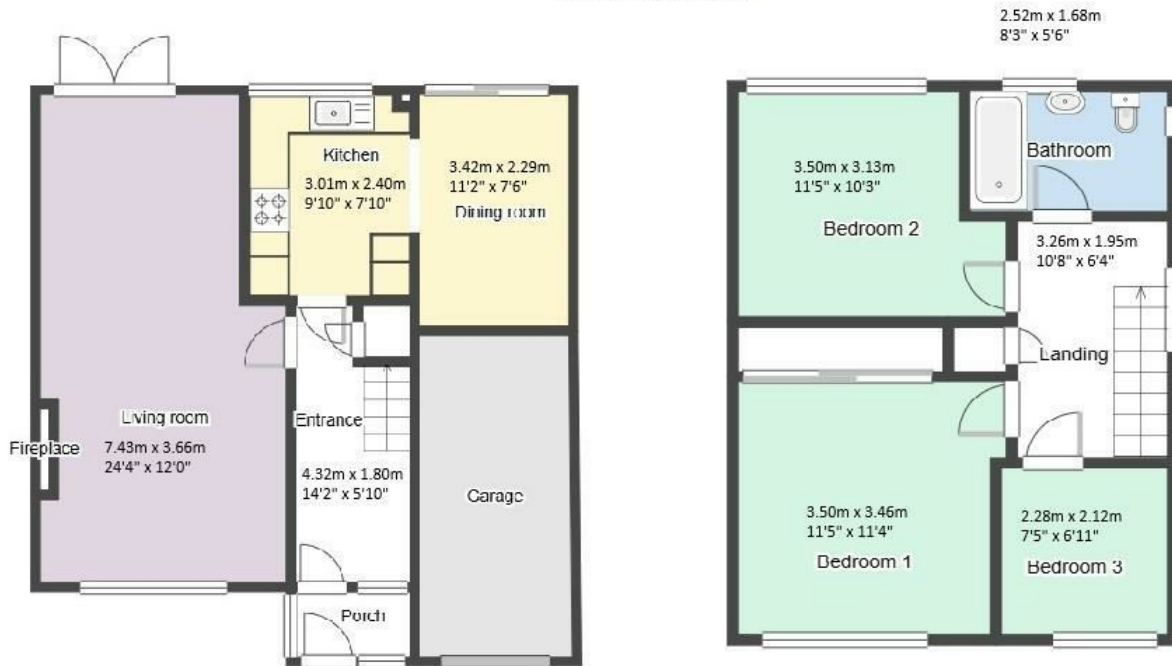 Kitchen
3.01m x 2.40m
9'10" x 7'10"
3.42m x 2.29m
11'2" x 7'6"
Dining room
Living room
7.43m x 3.66m
24'4" x 12'0"
Fireplace
Entrance
4.32m x 1.80m
14'2" x 5'10"
Garage
Porch
2.52m x 1.68m
8'3" x 5'6"
Bathroom
3.50m x 3.13m
11'5" x 10'3"
Bedroom 2
3.26m x 1.95m
10'8" x 6'4"
Landing
3.50m x 3.46m
11'5" x 11'4"
Bedroom 1
2.28m x 2.12m
7'5" x 6'11"
Bedroom 3